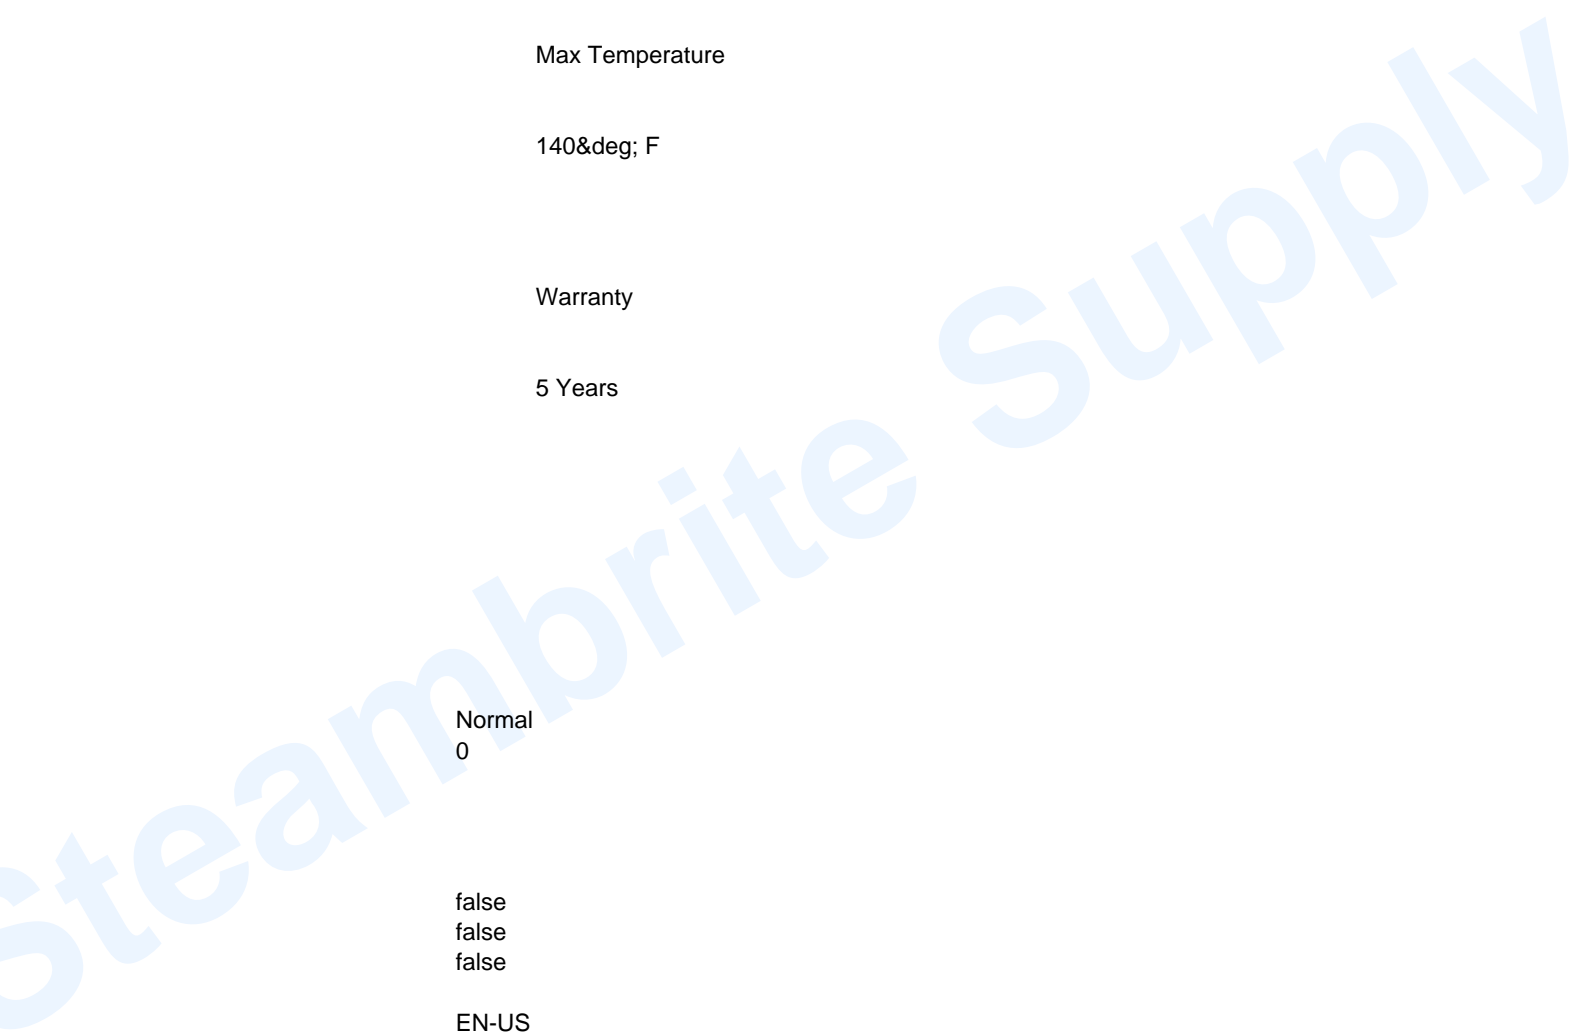 Max Temperature
140&deg; F
Warranty
5 Years
Normal
0
false
false
false
EN-US
Steambrite Supply